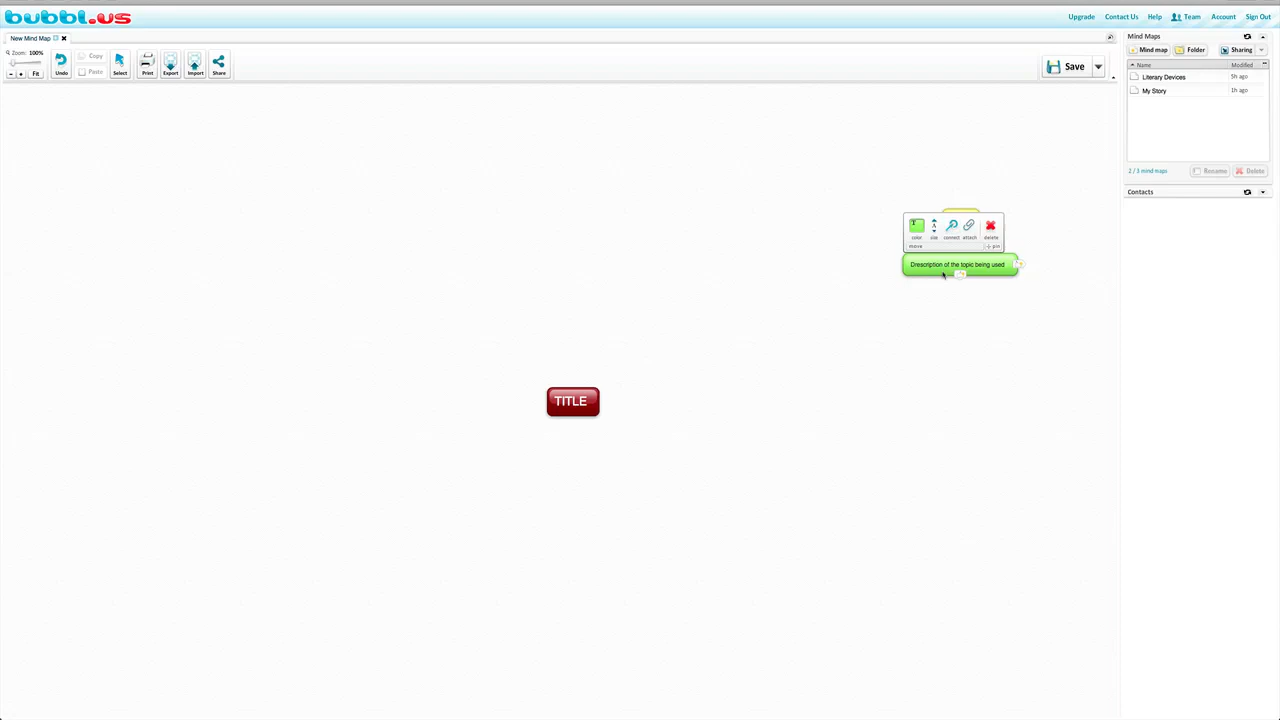 bubbl.us
Upgrade Contact Us Help Team Account Sign Out
New Mind Map
Zoom: 100%
Fit
Undo
Copy
Paste
Select
Print
Export
Import
Share
Save
Mind Maps
Mind map Folder Sharing
Name Modified
Literary Devices 5h ago
My Story 1h ago
2 / 3 mind maps Rename Delete
Contacts
T A
color size connect attach delete
move pin
Drescription of the topic being used
TITLE